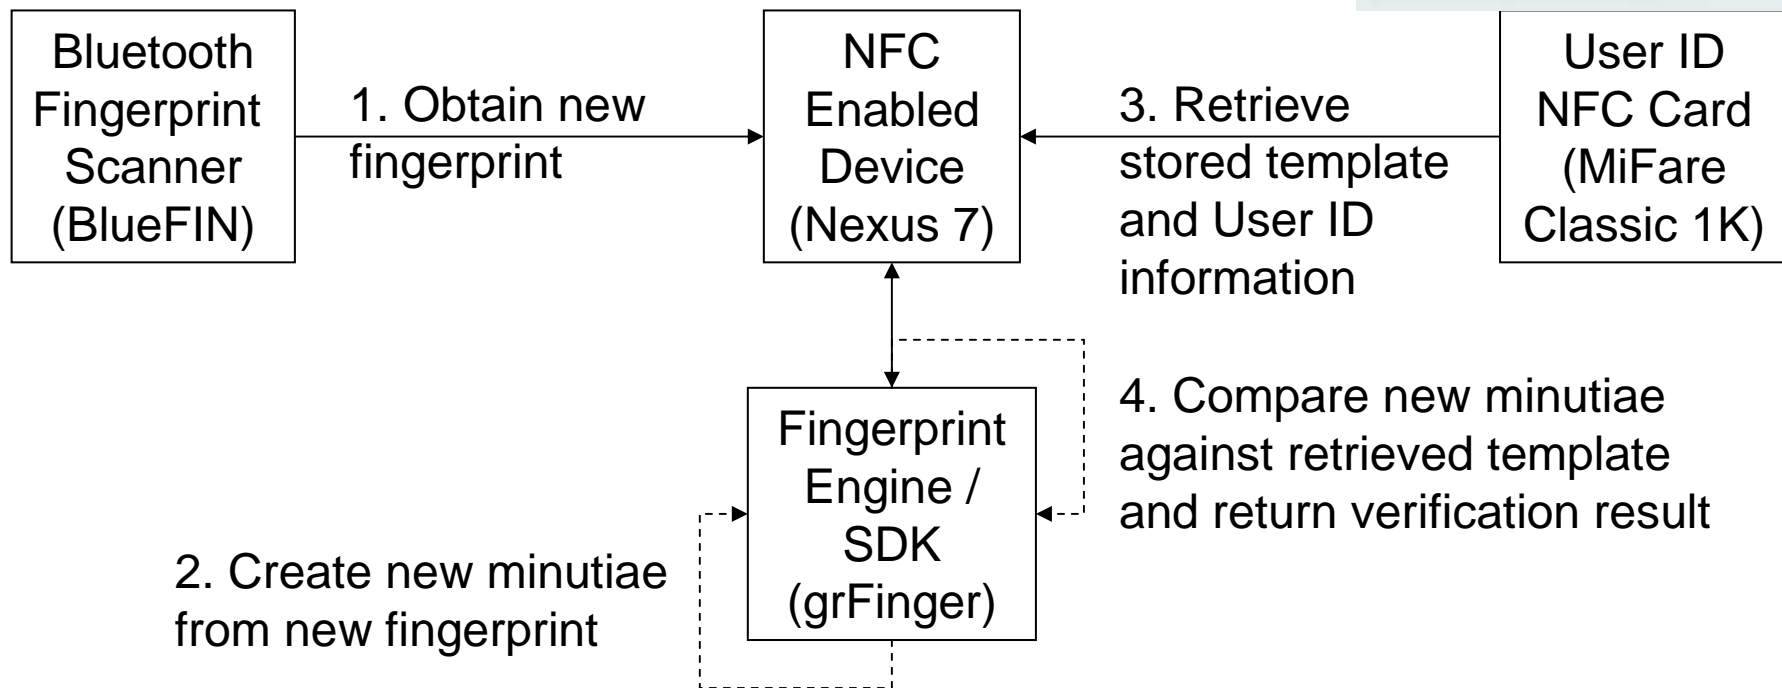 Bluetooth
Fingerprint
Scanner
(BlueFIN)
1. Obtain new
fingerprint
NFC
Enabled
Device
(Nexus 7)
3. Retrieve
stored template
and User ID
information
User ID
NFC Card
(MiFare
Classic 1K)
Fingerprint
Engine /
SDK
(grFinger)
4. Compare new minutiae
against retrieved template
and return verification result
2. Create new minutiae
from new fingerprint